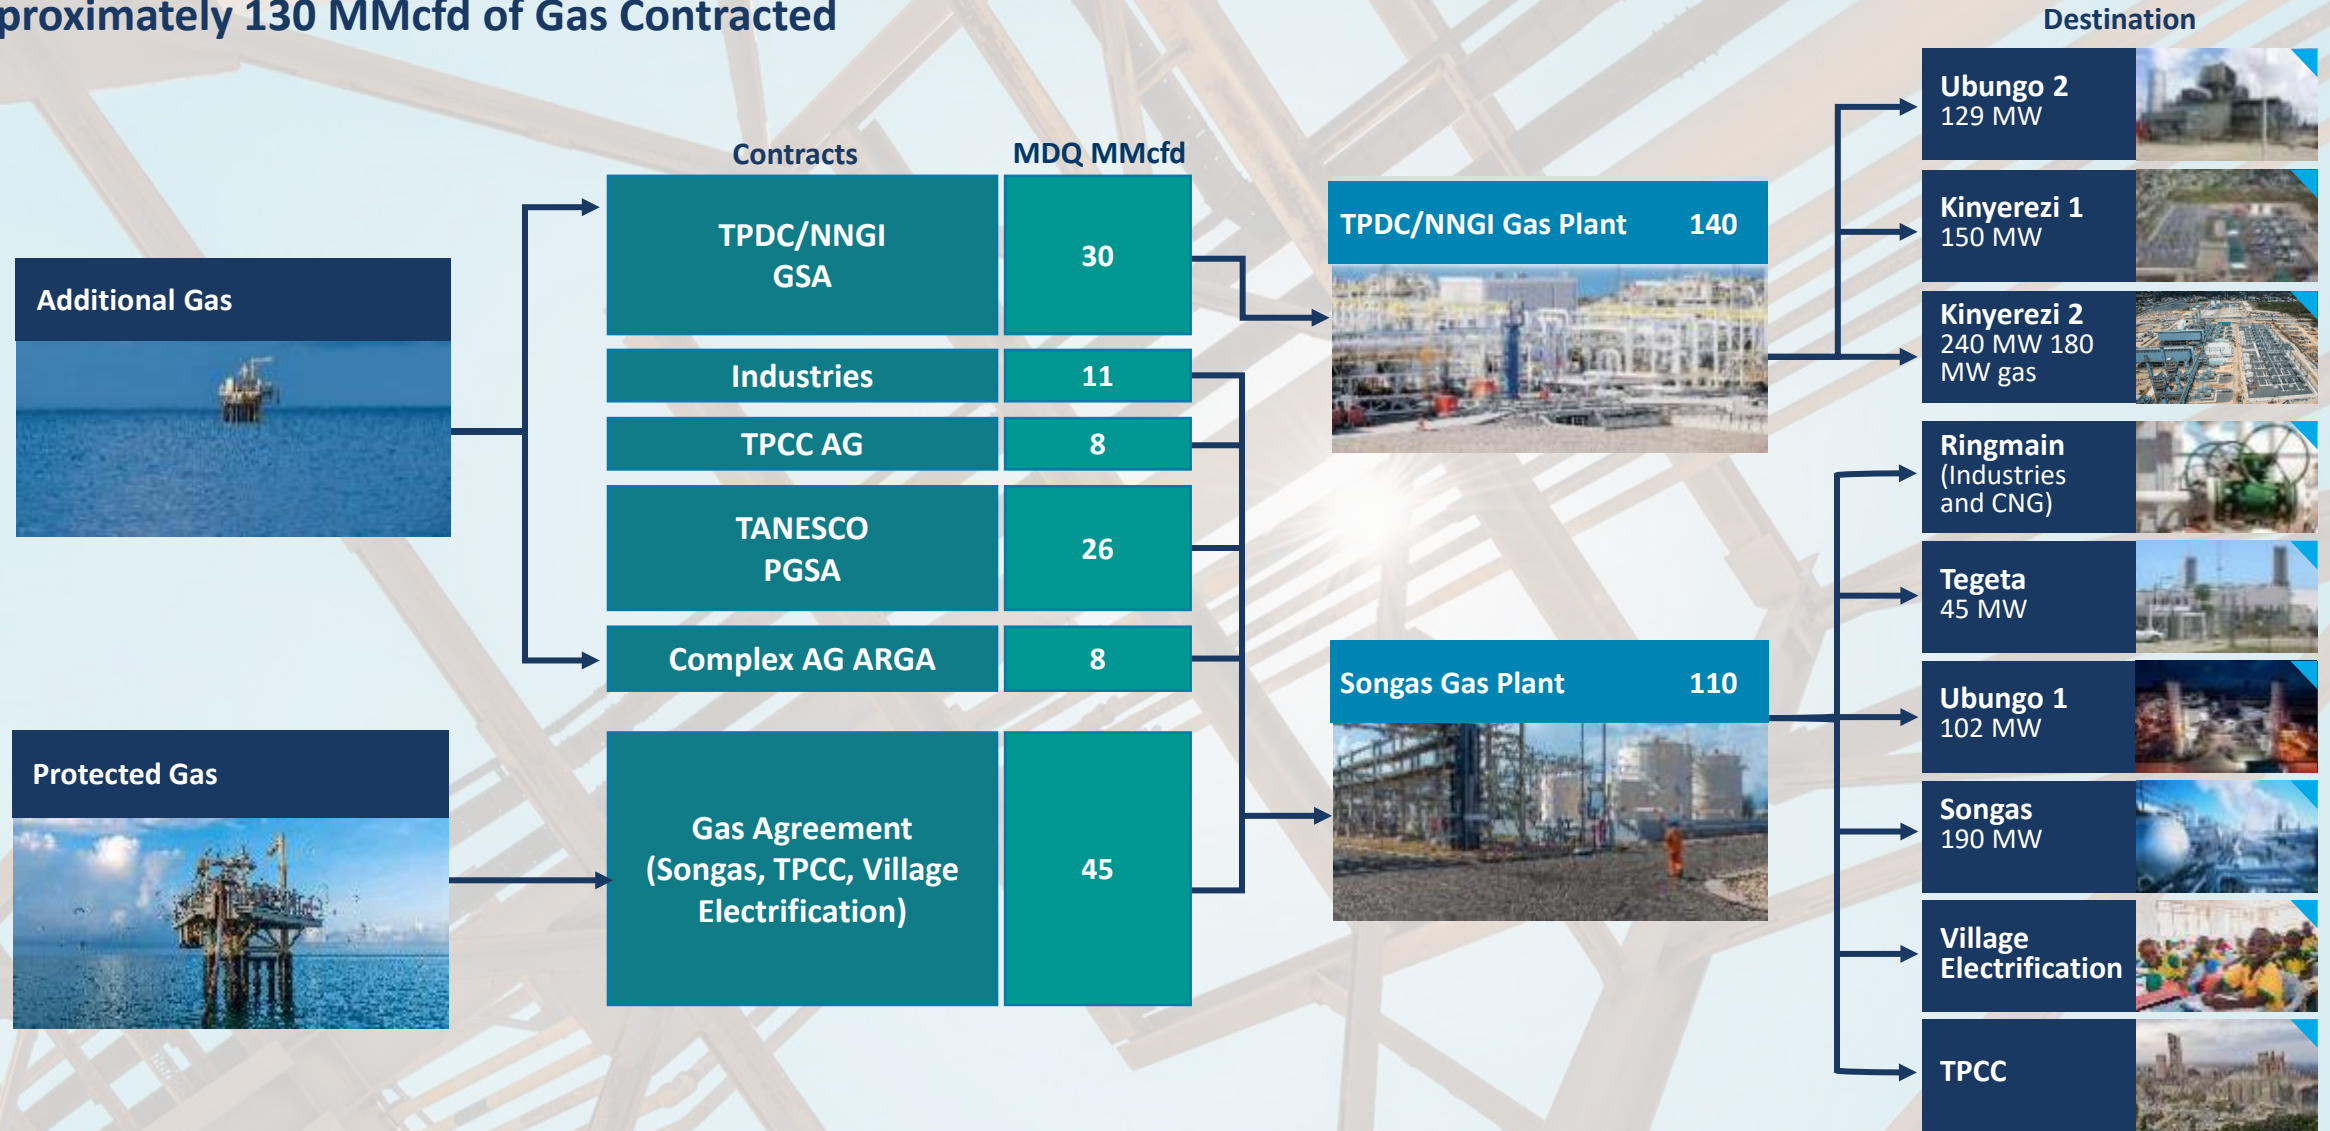 proximately 130 MMcfd of Gas Contracted
Destination
Contracts
MDQ MMcfd
Additional Gas
Protected Gas
TPDC/NNGI
GSA
30
Industries
11
TPCC AG
8
TANESCO
PGSA
26
Complex AG ARGA
8
Gas Agreement
(Songas, TPCC, Village
Electrification)
45
TPDC/NNGI Gas Plant 140
Songas Gas Plant 110
Ubungo 2
129 MW
Kinyerezi 1
150 MW
Kinyerezi 2
240 MW 180
MW gas
Ringmain
(Industries
and CNG)
Tegeta
45 MW
Ubungo 1
102 MW
Songas
190 MW
Village
Electrification
TPCC